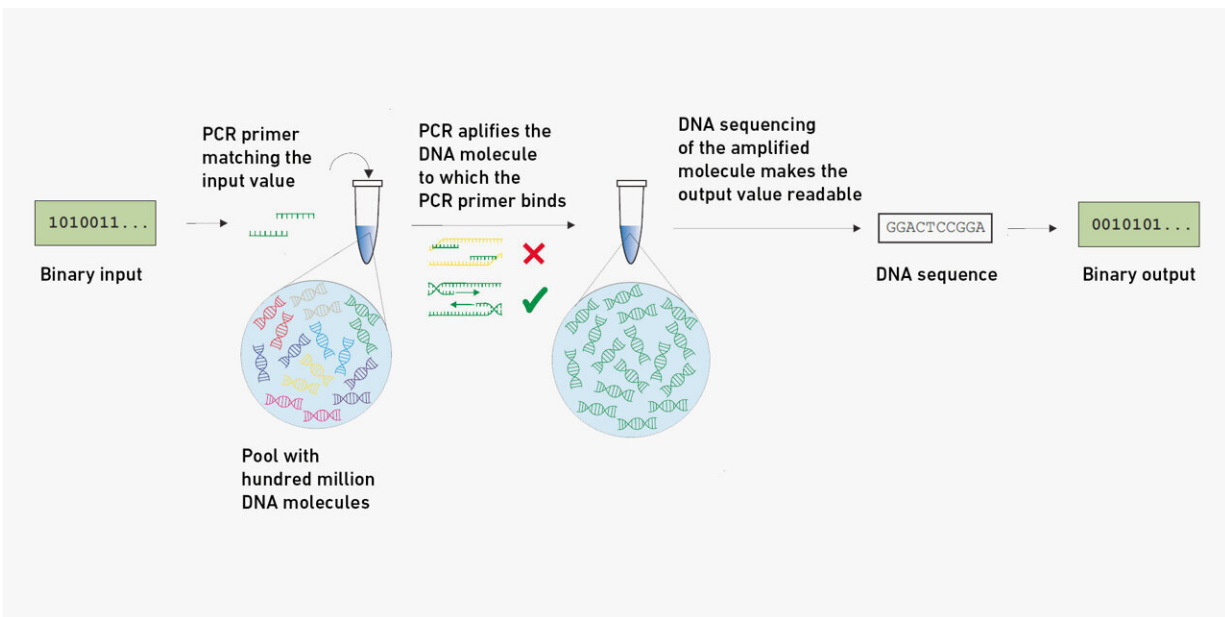 PCR primer
matching the
input value
PCR aplifies the
DNA molecule
to which the
PCR primer binds
DNA sequencing
of the amplified
molecule makes the
output value readable
1010011...
GGACTCCGGA
0010101...
Binary input
DNA sequence
Binary output
Pool with
hundred million
DNA molecules